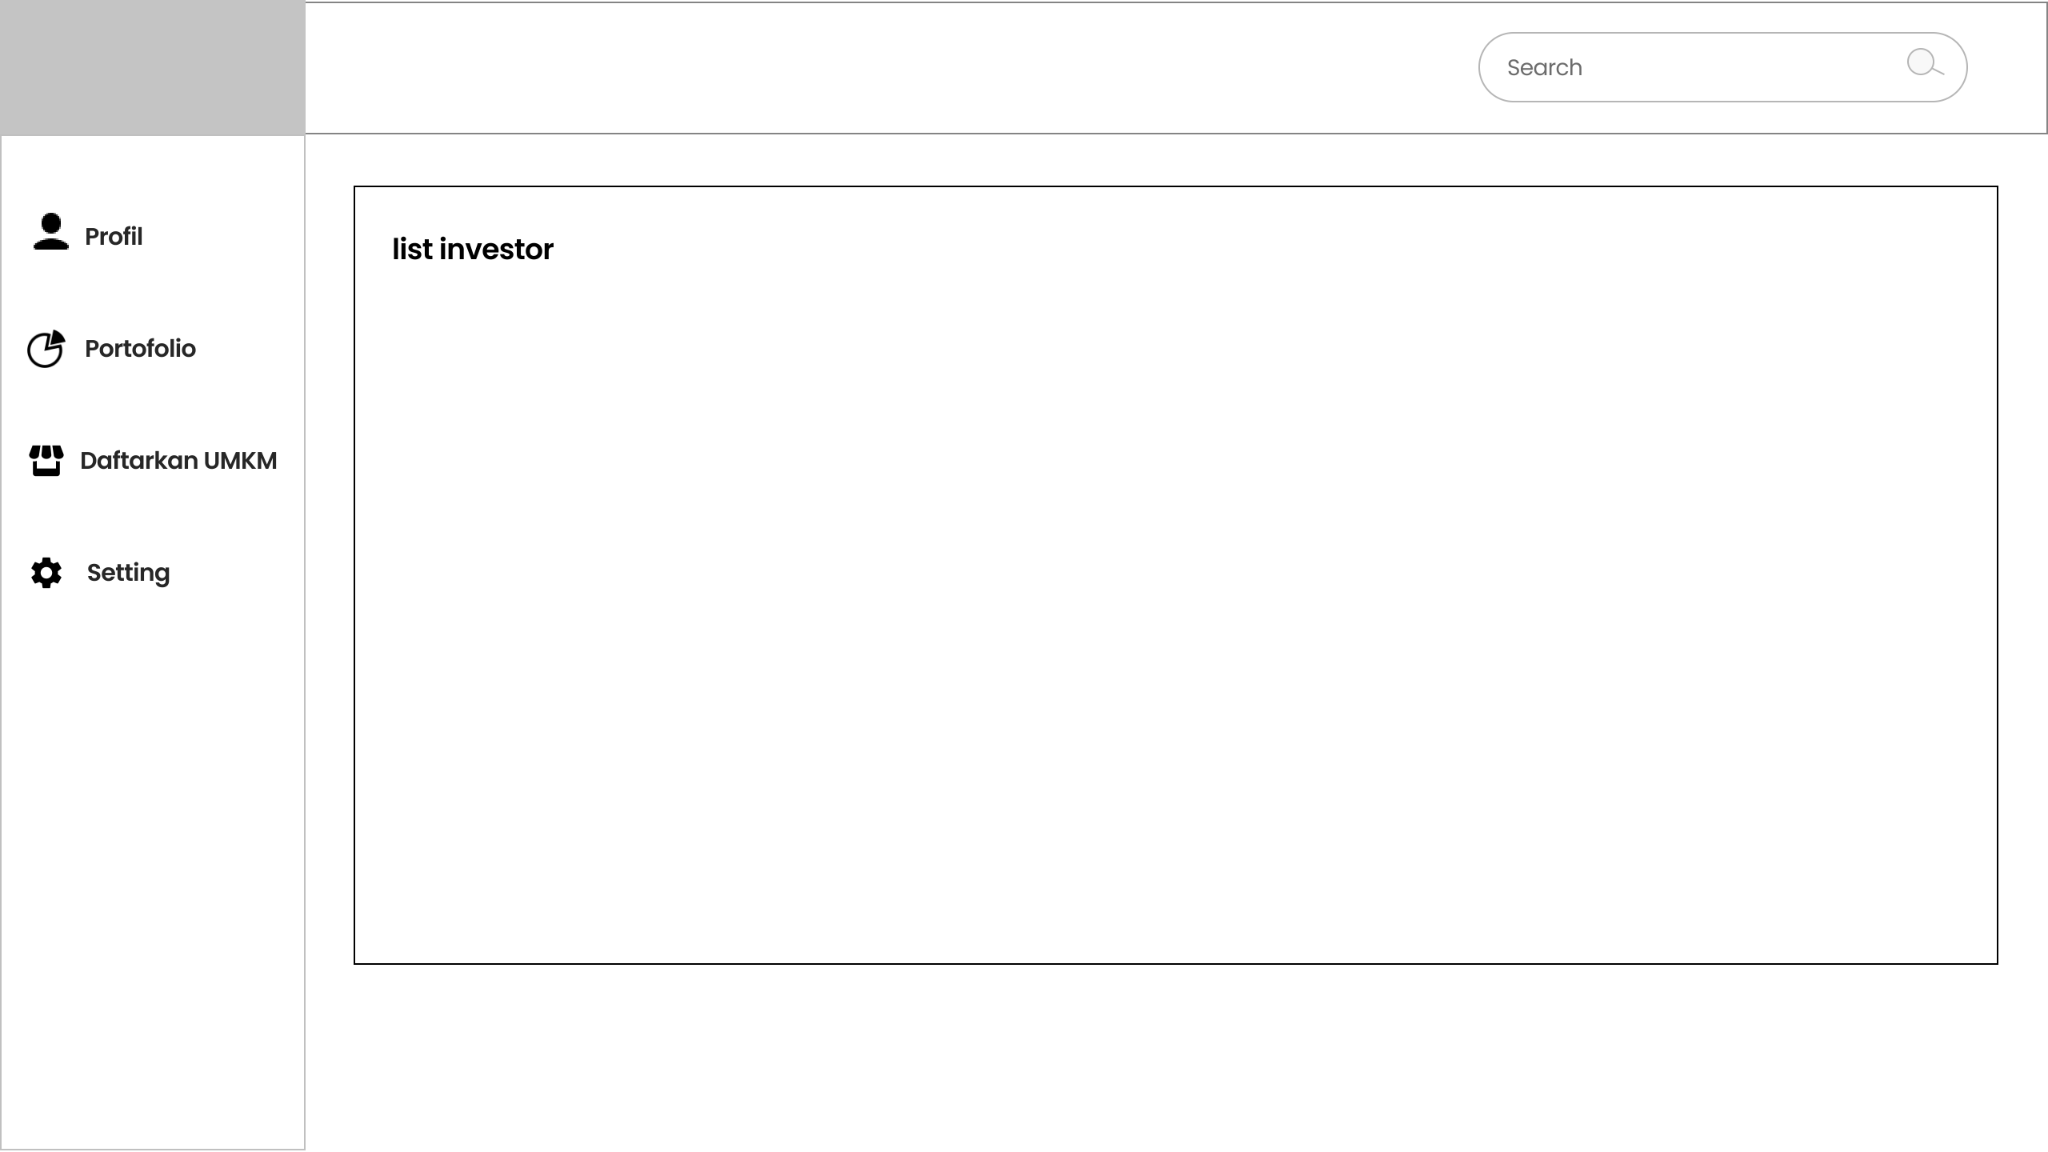 Search
Profil
Portofolio
Daftarkan UMKM
Setting
list investor